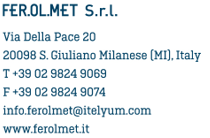 FER.OL.MET S.r.l.
Via Della Pace 20
20098 S. Giuliano Milanese (MI), Italy
T +39 02 9824 9069
F +39 02 9824 9074
info.ferolmet@itelyum.com
www.ferolmet.it